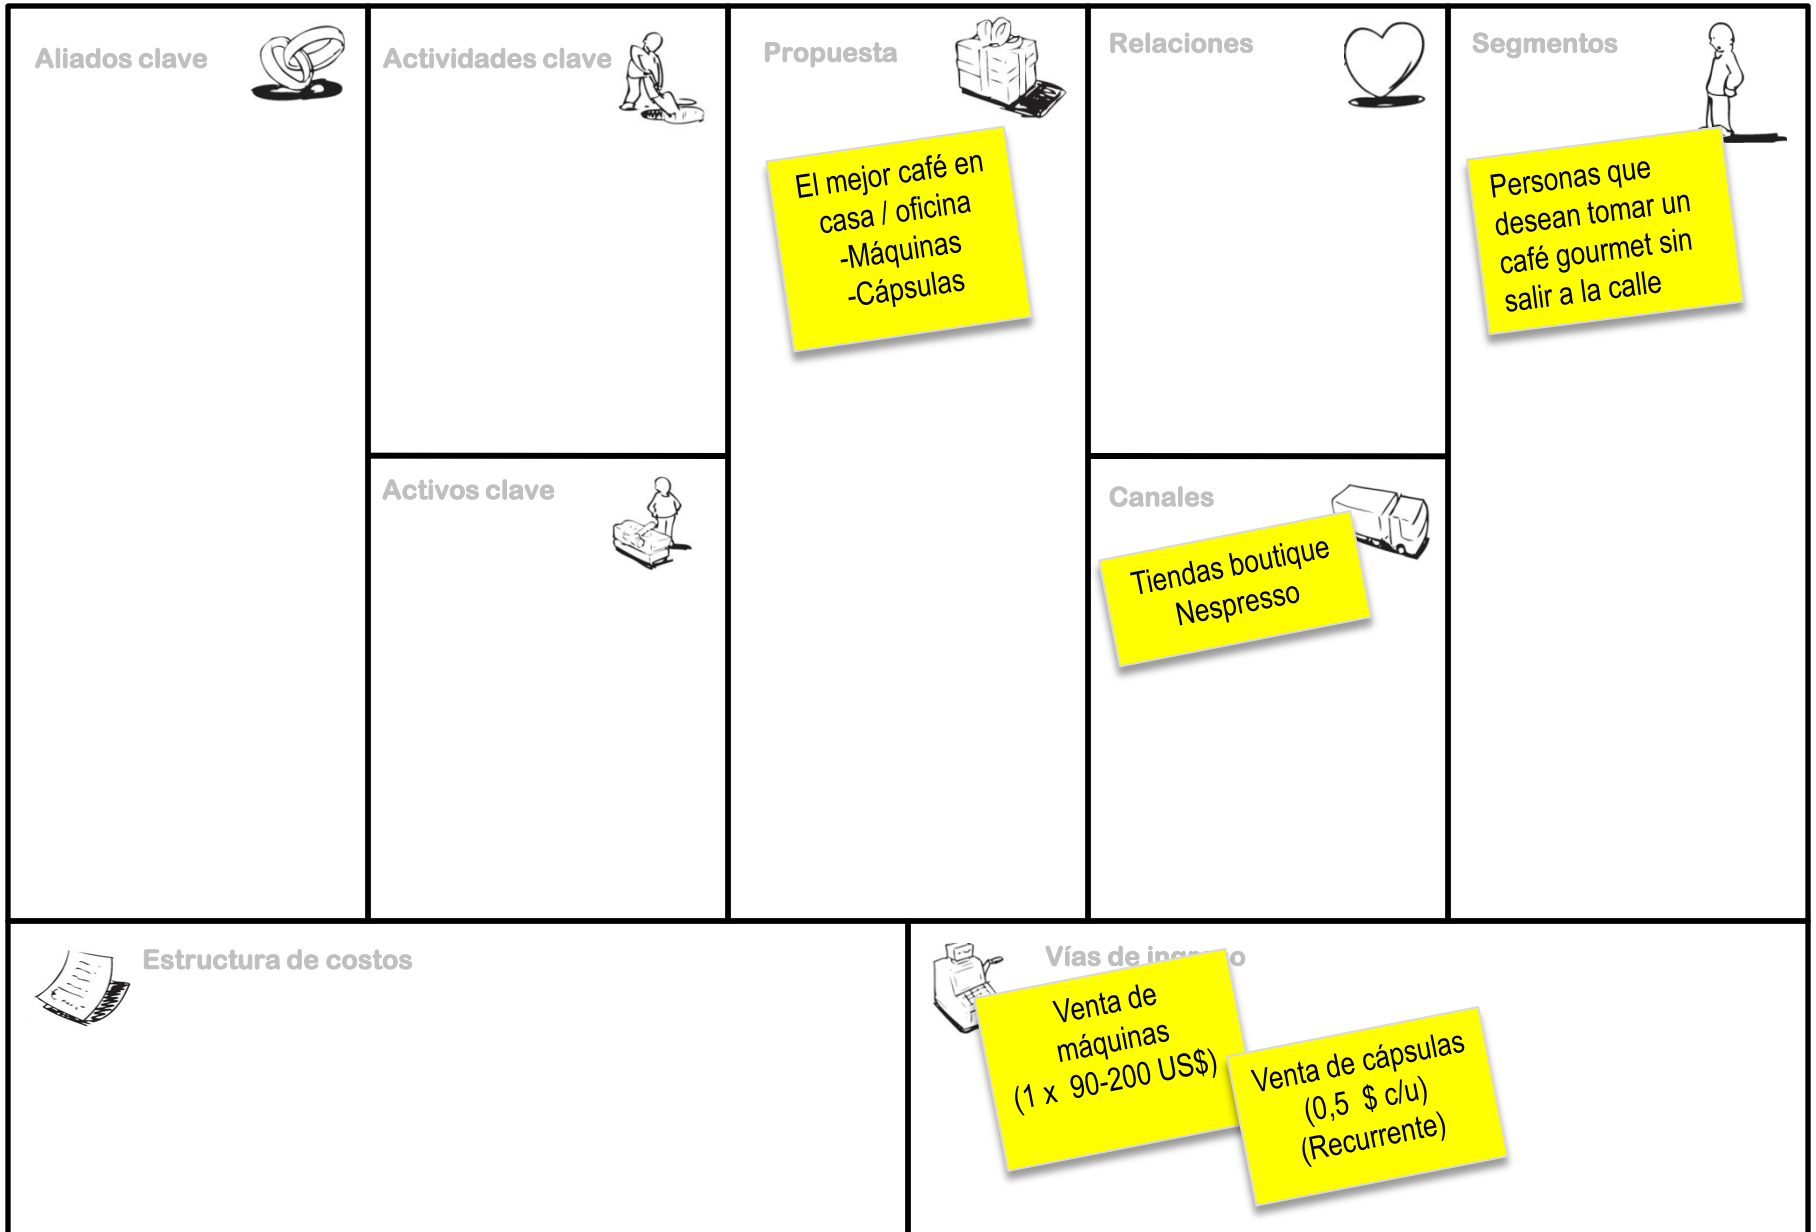 Aliados clave
Actividades clave
Propuesta
El mejor café en
casa / oficina
-Máquinas
-Cápsulas
Relaciones
Segmentos
Personas que
desean tomar un
café gourmet sin
salir a la calle
Activos clave
Canales
Tiendas boutique
Nespresso
Estructura de costos
Vías de ingreso
Venta de
máquinas
(1 x 90-200 US$)
Venta de cápsulas
(0,5 $ c/u)
(Recurrente)